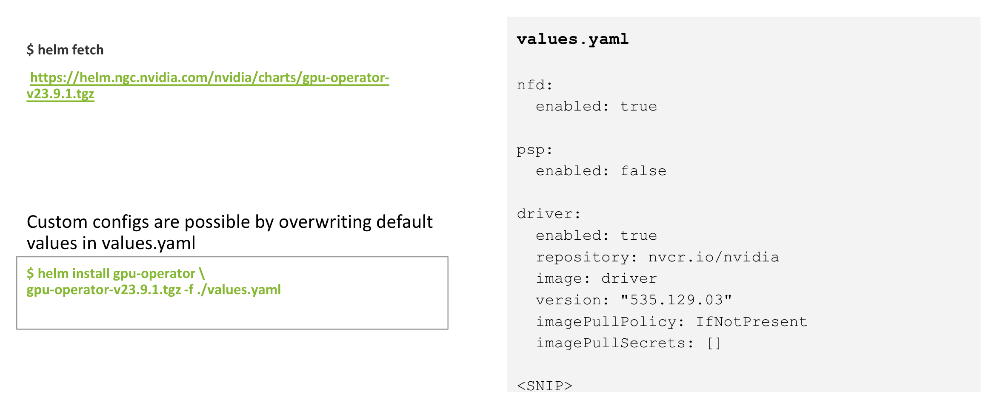 $ helm fetch
https://helm.ngc.nvidia.com/nvidia/charts/gpu-operator-
v23.9.1.tgz
Custom configs are possible by overwriting default
values in values.yaml
$ helm install gpu-operator \
gpu-operator-v23.9.1.tgz -f ./values.yaml
values.yaml
nfd:
  enabled: true
psp:
  enabled: false
driver:
  enabled: true
  repository: nvcr.io/nvidia
  image: driver
  version: "535.129.03"
  imagePullPolicy: IfNotPresent
  imagePullSecrets: []
<SNIP>